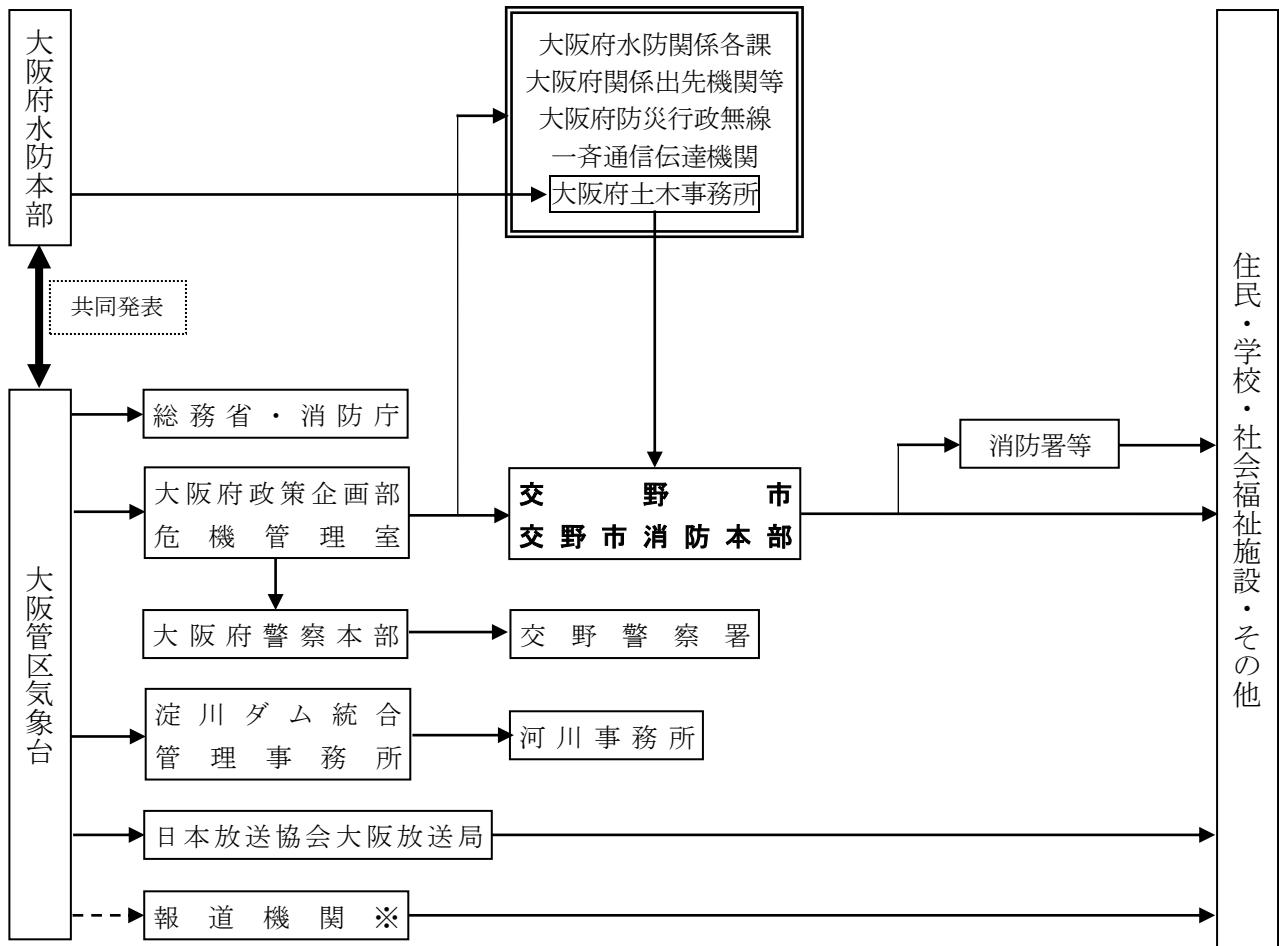 大阪府水防本部
大阪府水防関係各課
大阪府関係出先機関等
大阪府防災行政無線
一斉通信伝達機関
大阪府土木事務所
共同発表
大阪管区気象台
総務省・消防庁
大阪府政策企画部
危機管理室
交野市
交野市消防本部
消防署等
大阪府警察本部
交野警察署
淀川ダム統合
管理事務所
河川事務所
日本放送協会大阪放送局
報道機関※
住民・学校・社会福祉施設・その他